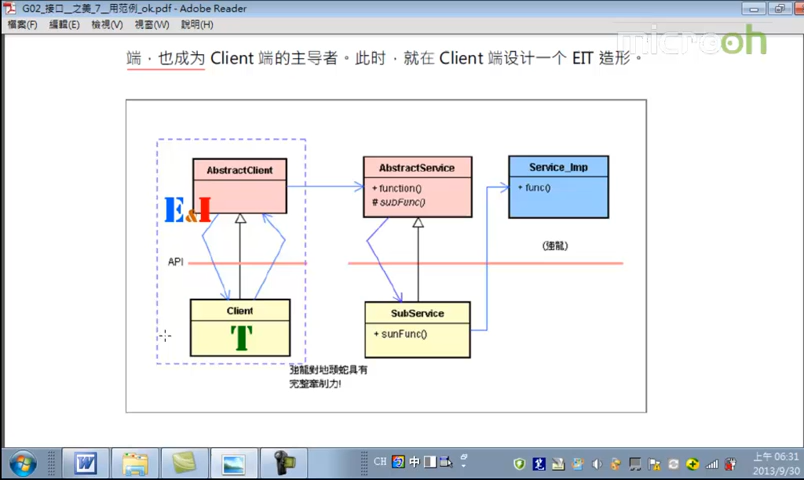 G02_接口__之美_7__用范例_ok.pdf - Adobe Reader
檔案(F) 編輯(E) 檢視(V) 視窗(W) 說明(H)
microoh
端，也成为 Client 端的主导者。此时，就在 Client 端设计一个 EIT 造形。
AbstractClient
AbstractService
+ function()
# subFunc()
Service_Imp
+ func()
E&I
(強龍)
API
Client
T
SubService
+ sunFunc()
強龍對地頭蛇具有
完整牽制力!
CH 中
上午 06:31
2013/9/30